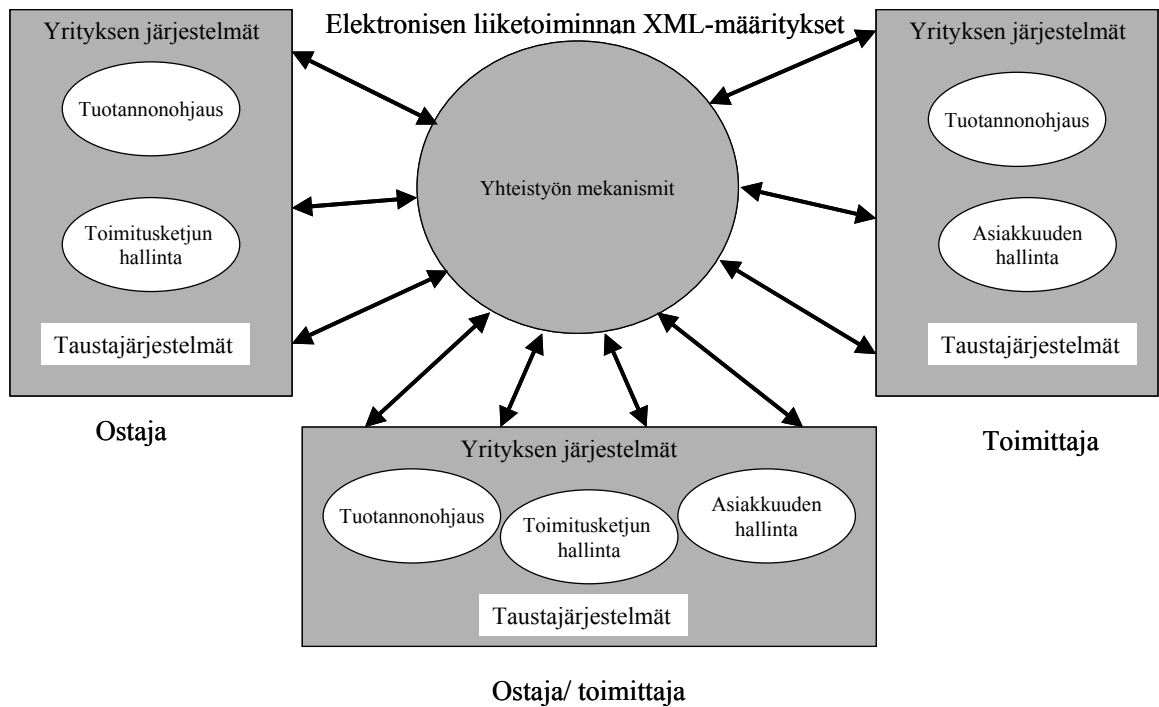 Elektronisen liiketoiminnan XML-määritykset
Yrityksen järjestelmät
Tuotannonohjaus
Toimitusketjun
hallinta
Taustajärjestelmät
Ostaja
Yhteistyön mekanismit
Yrityksen järjestelmät
Tuotannonohjaus
Asiakkuuden
hallinta
Taustajärjestelmät
Toimittaja
Yrityksen järjestelmät
Tuotannonohjaus
Toimitusketjun
hallinta
Asiakkuuden
hallinta
Taustajärjestelmät
Ostaja/ toimittaja